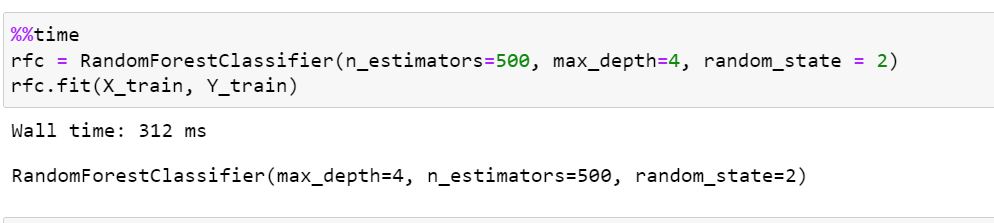 %%time
rfc = RandomForestClassifier(n_estimators=500, max_depth=4, random_state = 2)
rfc.fit(X_train, Y_train)
Wall time: 312 ms
RandomForestClassifier(max_depth=4, n_estimators=500, random_state=2)